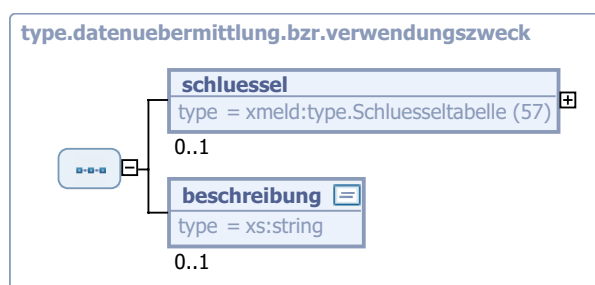 type.datenuebermittlung.bzr.verwendungszweck
schluessel
type = xmeld:type.Schluesseltabelle (57)
0..1
beschreibung
type = xs:string
0..1